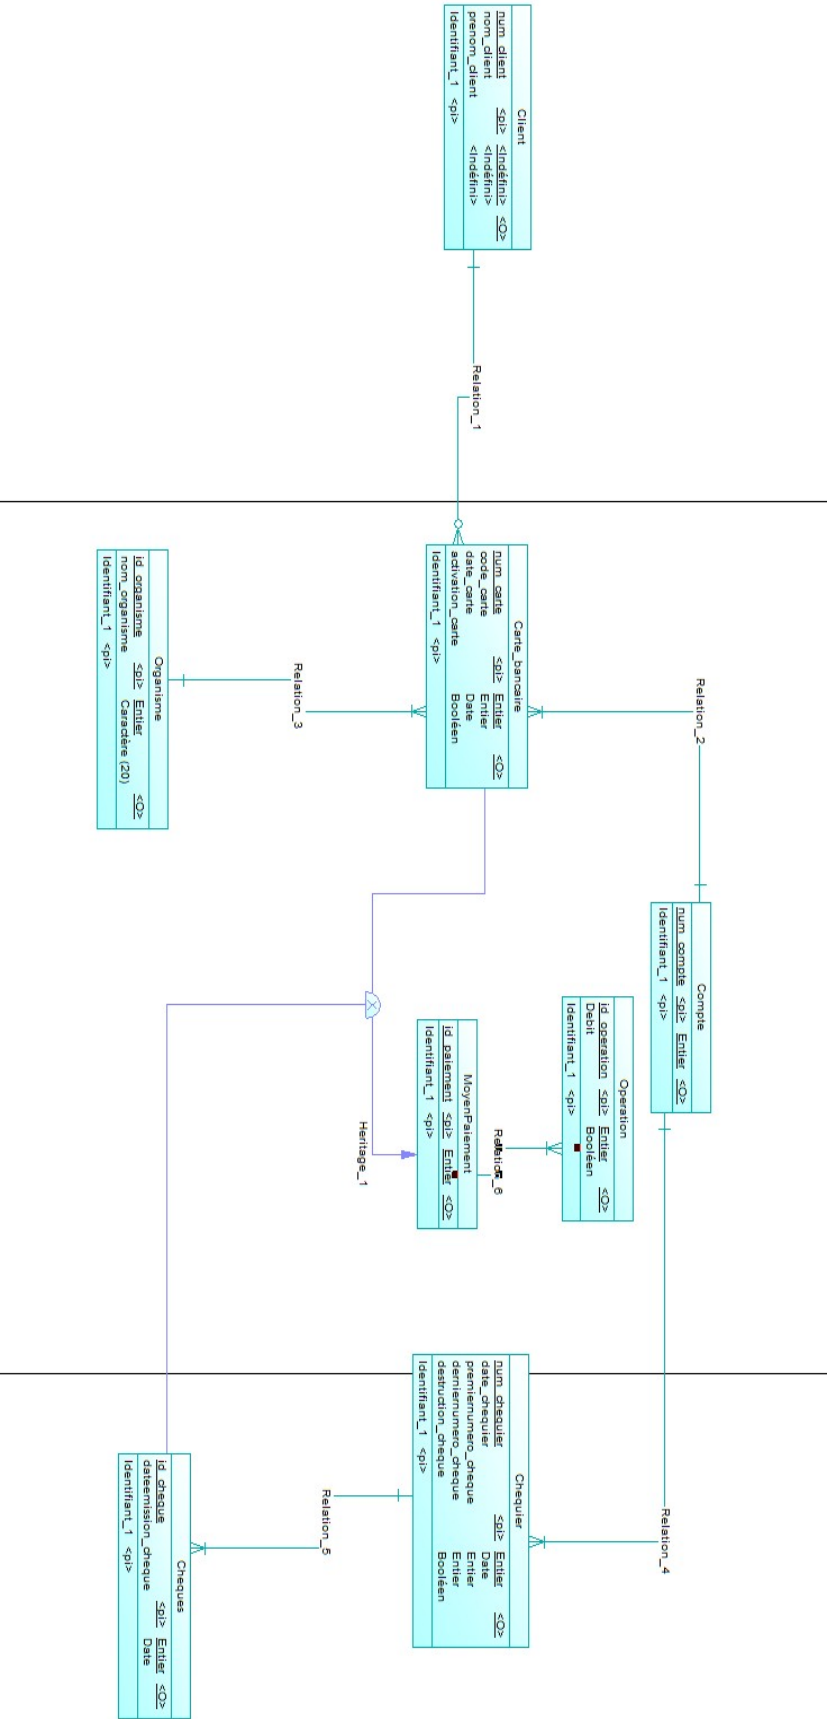 Client
num_client <pi> <Indéfini> <O>
nom_client <Indéfini>
prenom_client <Indéfini>
Identifiant_1 <pi>
Relation_1
Carte_bancaire
num_carte <pi> Entier <O>
code_carte Entier
date_carte Date
activation_carte Booléen
Identifiant_1 <pi>
Relation_2
Relation_3
Organisme
id_organisme <pi> Entier <O>
nom_organisme Caractère (20)
Identifiant_1 <pi>
Compte
num_compte <pi> Entier <O>
Identifiant_1 <pi>
Operation
id_operation <pi> Entier <O>
Debit Booléen
Identifiant_1 <pi>
Relation_6
MoyenPaiement
id_paiement <pi> Entier <O>
Identifiant_1 <pi>
Heritage_1
Relation_4
Chequier
num_chequier <pi> Entier <O>
date_chequier Date
premiernumero_cheque Entier
derniernumero_cheque Entier
destruction_cheque Booléen
Identifiant_1 <pi>
Relation_5
Cheques
id_cheque <pi> Entier <O>
dateemission_cheque Date
Identifiant_1 <pi>